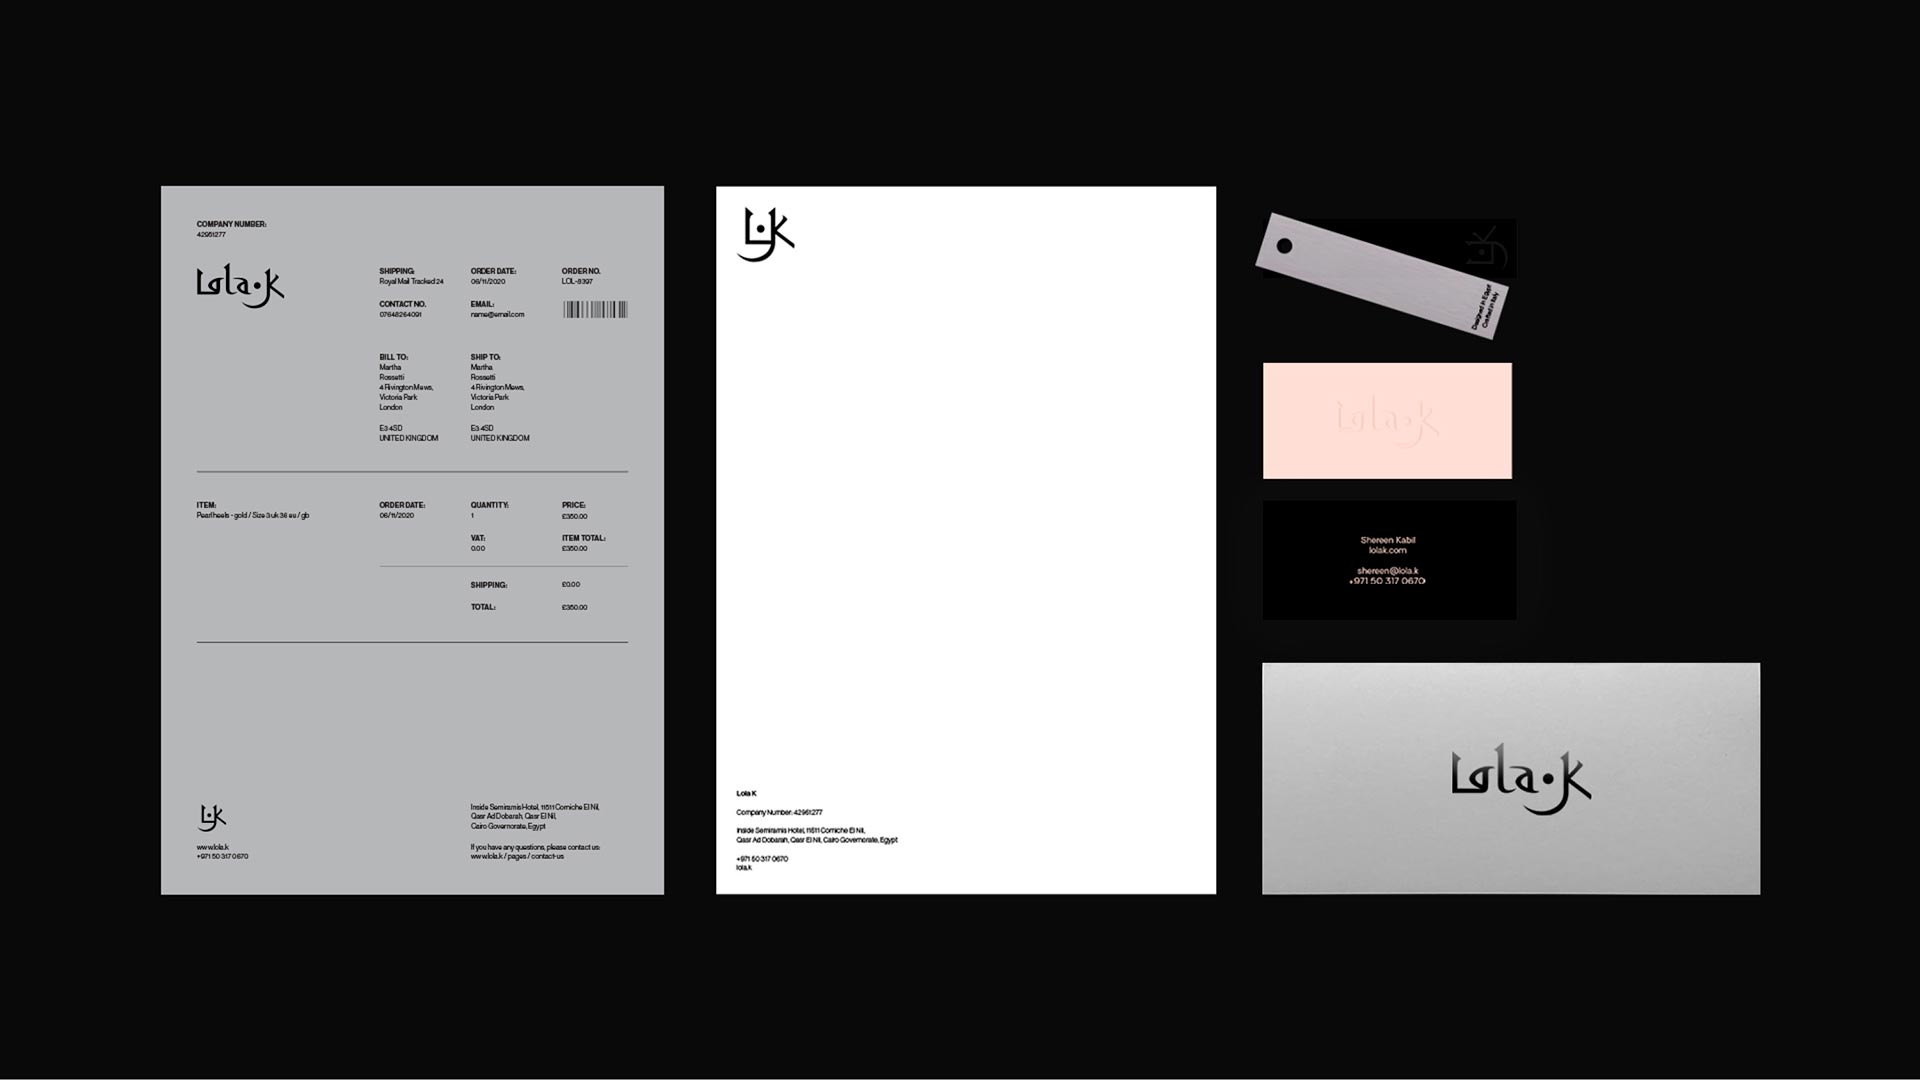 COMPANY NUMBER:
42961277
Lola•K
SHIPPING:
Royal Mail Tracked 24
ORDER DATE:
06/11/2020
ORDER NO.
LOL-8397
CONTACT NO.
07648264091
EMAIL:
name@email.com
BILL TO:
Martha
Rossetti
4 Rivington Mews,
Victoria Park
London
E3 4SD
UNITED KINGDOM
SHIP TO:
Martha
Rossetti
4 Rivington Mews,
Victoria Park
London
E3 4SD
UNITED KINGDOM
ITEM:
Pearl heels - gold / Size 3 uk 36 eu / gb
ORDER DATE:
06/11/2020
QUANTITY:
1
PRICE:
£350.00
VAT:
0.00
ITEM TOTAL:
£350.00
SHIPPING:
£0.00
TOTAL:
£350.00
L•K
www.lola.k
+971 50 317 0670
Inside Semiramis Hotel, 11511 Corniche El Nil,
Qasr Ad Dobarah, Qasr El Nil,
Cairo Governorate, Egypt
If you have any questions, please contact us:
www.lola.k / pages / contact-us
L•K
Lola K
Company Number: 42961277
Inside Semiramis Hotel, 11511 Corniche El Nil,
Qasr Ad Dobarah, Qasr El Nil, Cairo Governorate, Egypt
+971 50 317 0670
lola.k
L•K
Designed in Egypt
Crafted in Italy
Lola•K
Shereen Kabil
lolak.com
shereen@lola.k
+971 50 317 0670
Lola•K